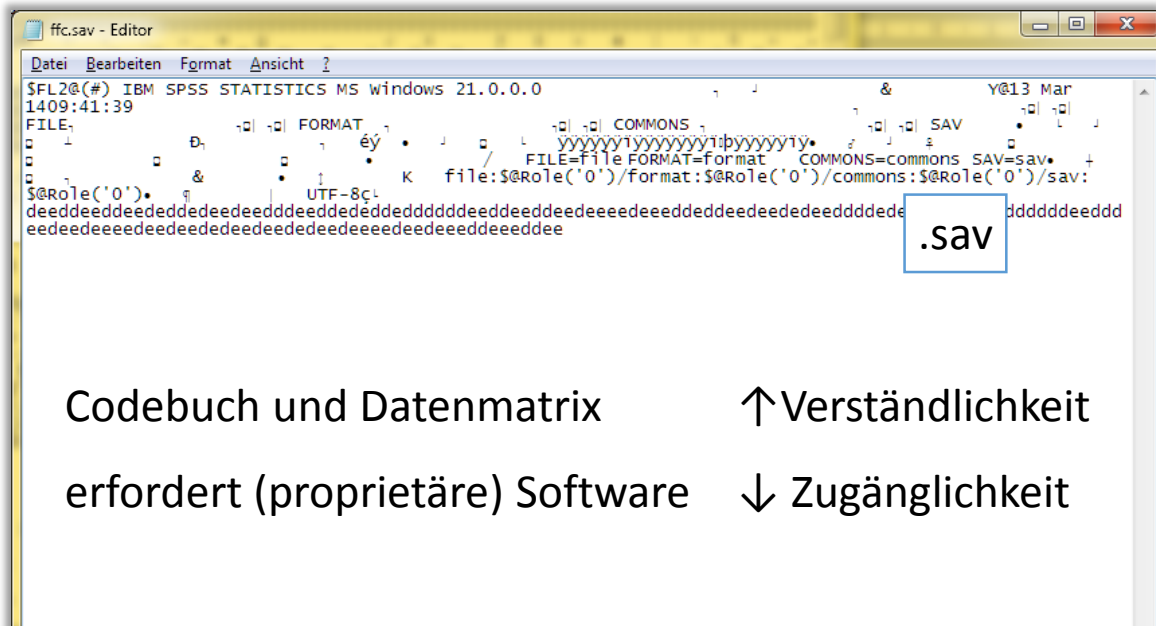 ffc.sav - Editor
Datei Bearbeiten Format Ansicht ?
$FL2@(#) IBM SPSS STATISTICS MS Windows 21.0.0.0 & Y@13 Mar
1409:41:39
FILE FORMAT COMMONS SAV
Ð éý
/ FILE=file FORMAT=format COMMONS=commons SAV=sav
& K file:$@Role('0')/format:$@Role('0')/commons:$@Role('0')/sav:
$@Role('0') ¶ | UTF-8ç
.sav
Codebuch und Datenmatrix ↑Verständlichkeit
erfordert (proprietäre) Software ↓ Zugänglichkeit